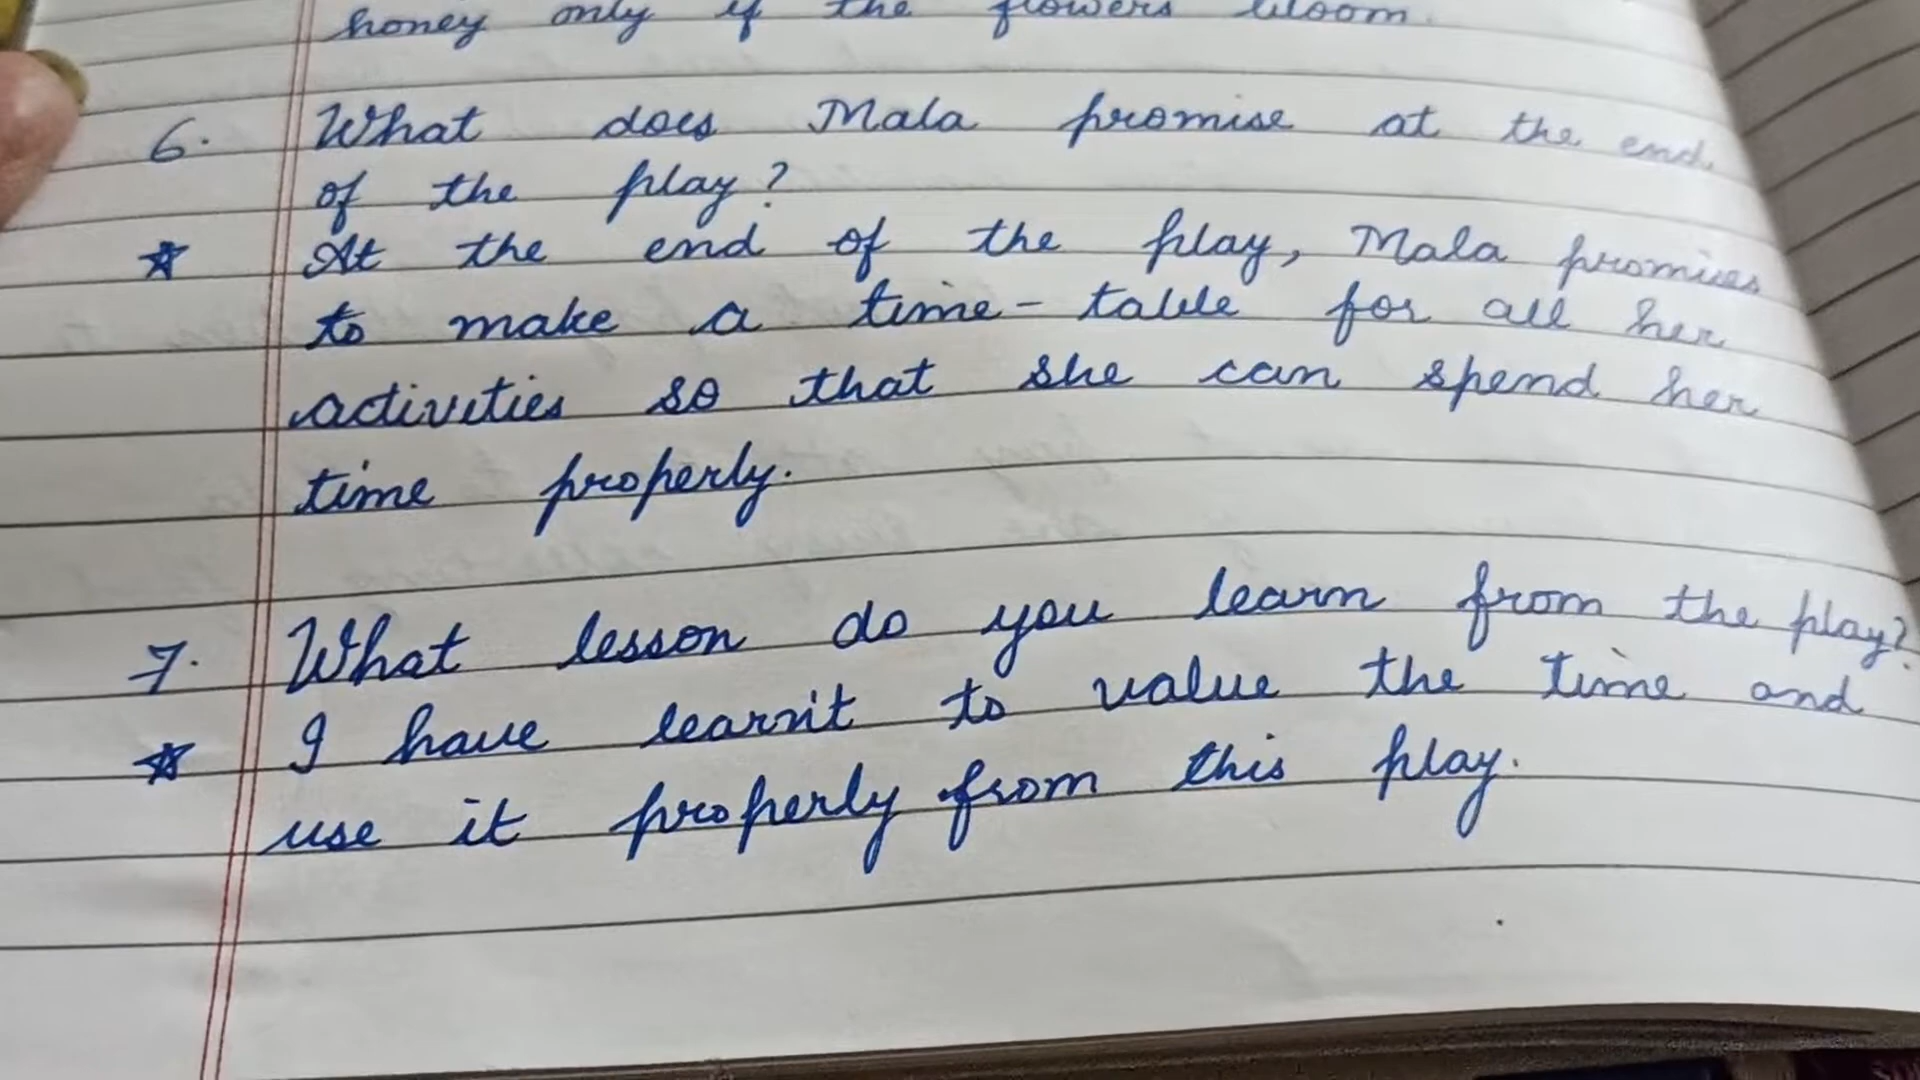 honey only if the flowers bloom.
6. What does Mala promise at the end
of the play?
☆ At the end of the play, Mala promises
to make a time-table for all her
activities so that she can spend her
time properly.
7. What lesson do you learn from the play?
☆ I have learnit to value the time and
use it properly from this play.